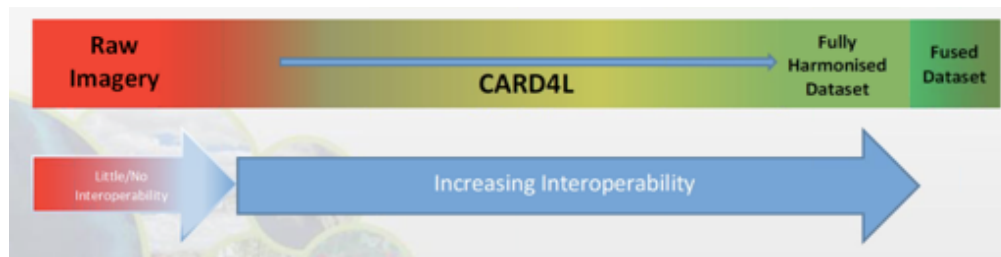 Raw
Imagery
CARD4L
Fully
Harmonised
Dataset
Fused
Dataset
Little/No
Interoperability
Increasing Interoperability